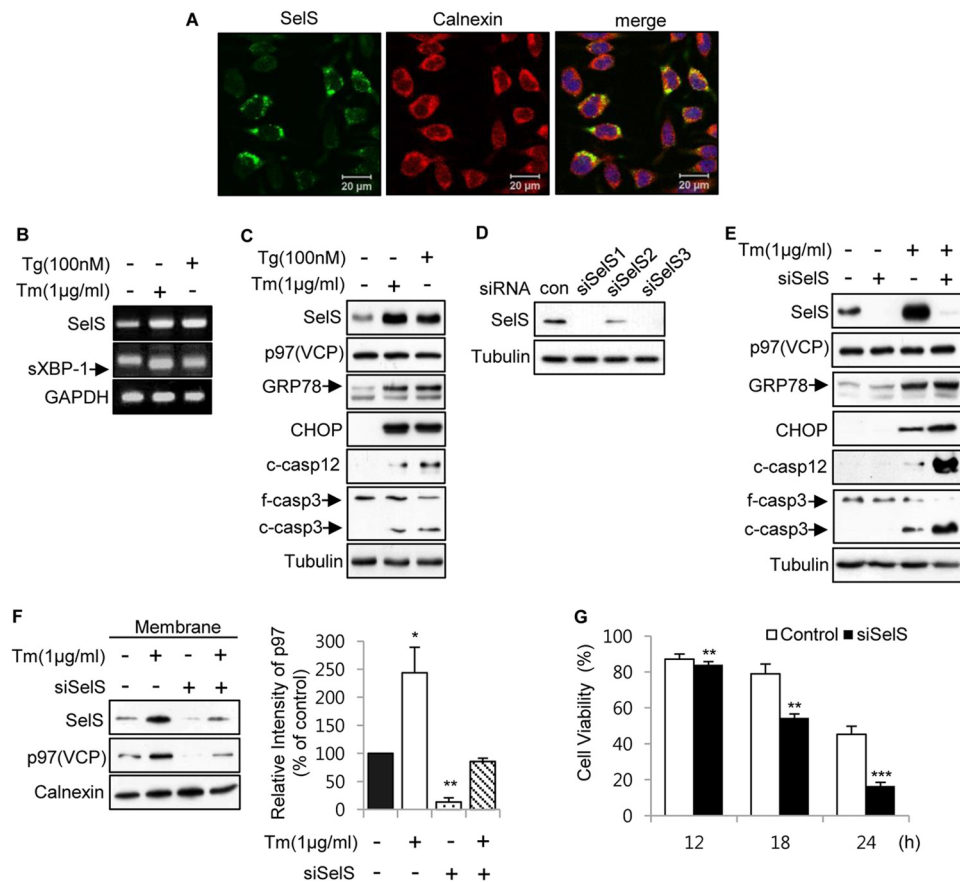 A SelS Calnexin merge
20 μm 20 μm 20 μm
B
Tg(100nM) - - +
Tm(1μg/ml) - + -
SelS
sXBP-1
GAPDH
C
Tg(100nM) - - +
Tm(1μg/ml) - + -
SelS
p97(VCP)
GRP78
CHOP
c-casp12
f-casp3
c-casp3
Tubulin
D
siRNA con siSelS1 siSelS2 siSelS3
SelS
Tubulin
E
Tm(1μg/ml) - - + +
siSelS - + - +
SelS
p97(VCP)
GRP78
CHOP
c-casp12
f-casp3
c-casp3
Tubulin
F
Membrane
Tm(1μg/ml) - + - +
siSelS - - + +
SelS
p97(VCP)
Calnexin
Relative Intensity of p97
(% of control)
300
250
200
150
100
50
0
*
**
Tm(1μg/ml) - + - +
siSelS - - + +
G
Control siSelS
Cell Viability (%)
100
80
60
40
20
0
**
**
***
12 18 24 (h)